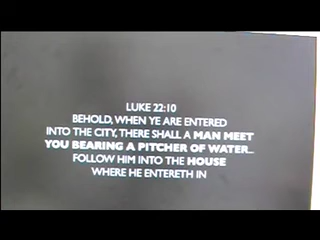 LUKE 22:10
BEHOLD, WHEN YE ARE ENTERED
INTO THE CITY, THERE SHALL A MAN MEET
YOU BEARING A PITCHER OF WATER...
FOLLOW HIM INTO THE HOUSE
WHERE HE ENTERETH IN